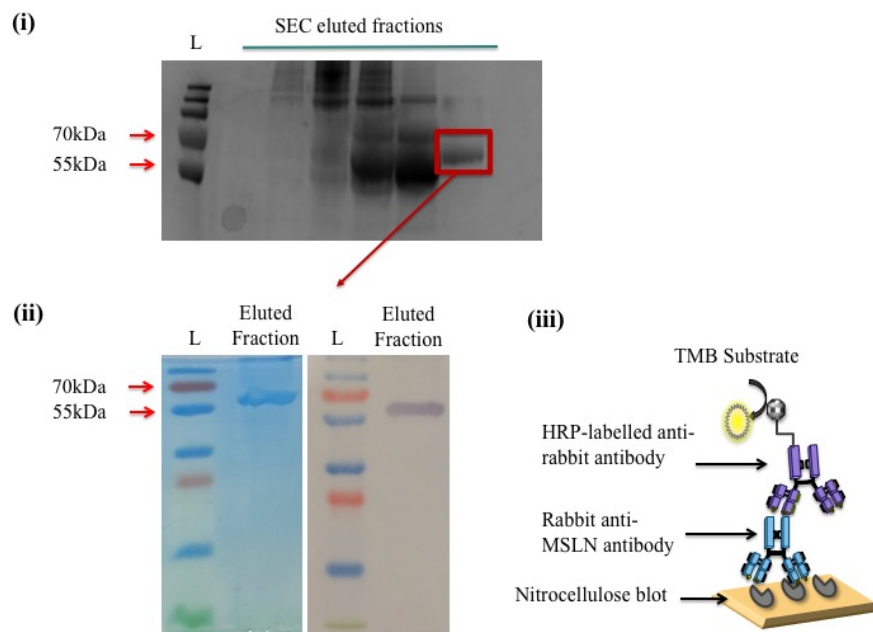 (i)
SEC eluted fractions
L
70kDa
55kDa
(ii)
Eluted
Fraction
L
Eluted
Fraction
L
70kDa
55kDa
(iii)
TMB Substrate
HRP-labelled anti-
rabbit antibody
Rabbit anti-
MSLN antibody
Nitrocellulose blot